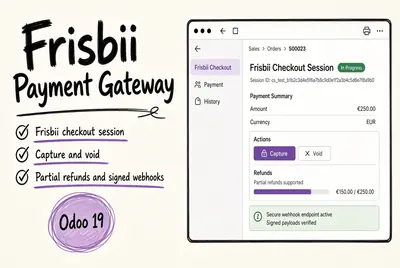 Frisbii
Payment Gateway
Frisbii checkout session
Capture and void
Partial refunds and signed webhooks
Odoo 19
Sales > Orders > S00023
Frisbii Checkout
Payment
History
Frisbii Checkout Session In Progress
Payment Summary
Amount €250.00
Currency EUR
Actions
Capture
Void
Refunds
Partial refunds supported
€150.00 / €250.00
Secure webhook endpoint active
Signed payloads verified